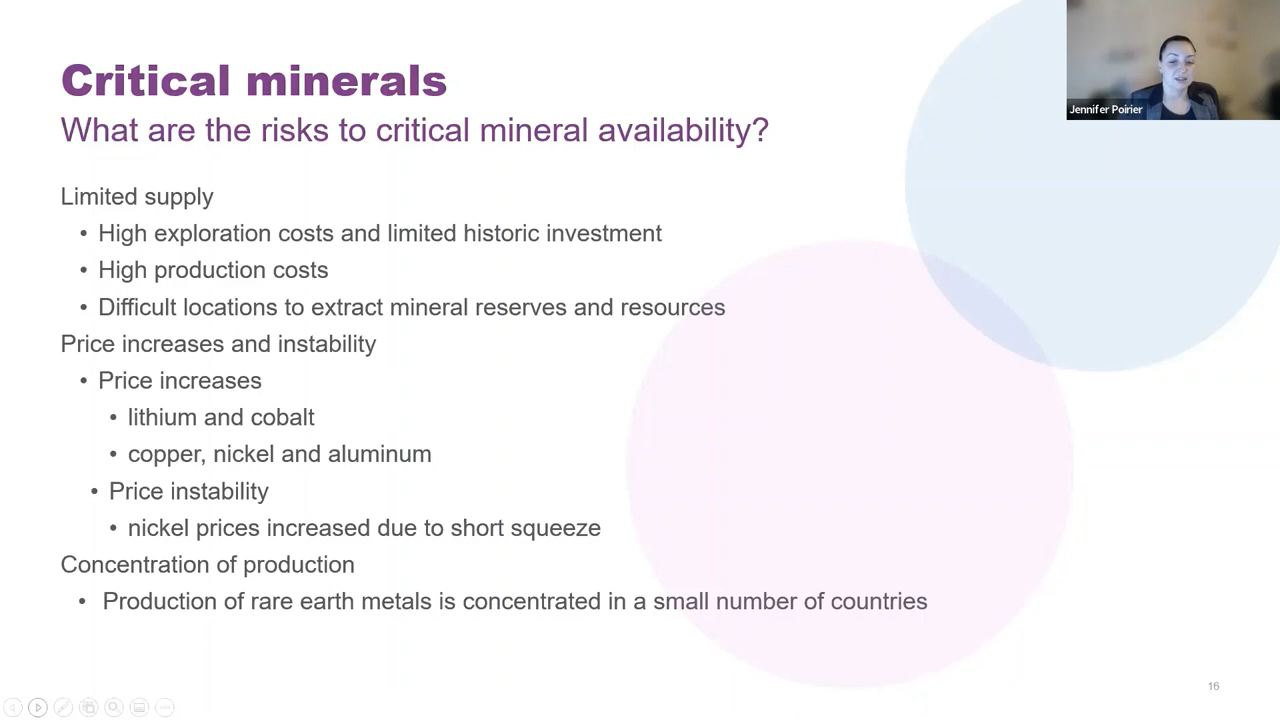 Critical minerals
What are the risks to critical mineral availability?
Jennifer Poirier
Limited supply
• High exploration costs and limited historic investment
• High production costs
• Difficult locations to extract mineral reserves and resources
Price increases and instability
• Price increases
• lithium and cobalt
• copper, nickel and aluminum
• Price instability
• nickel prices increased due to short squeeze
Concentration of production
• Production of rare earth metals is concentrated in a small number of countries
16